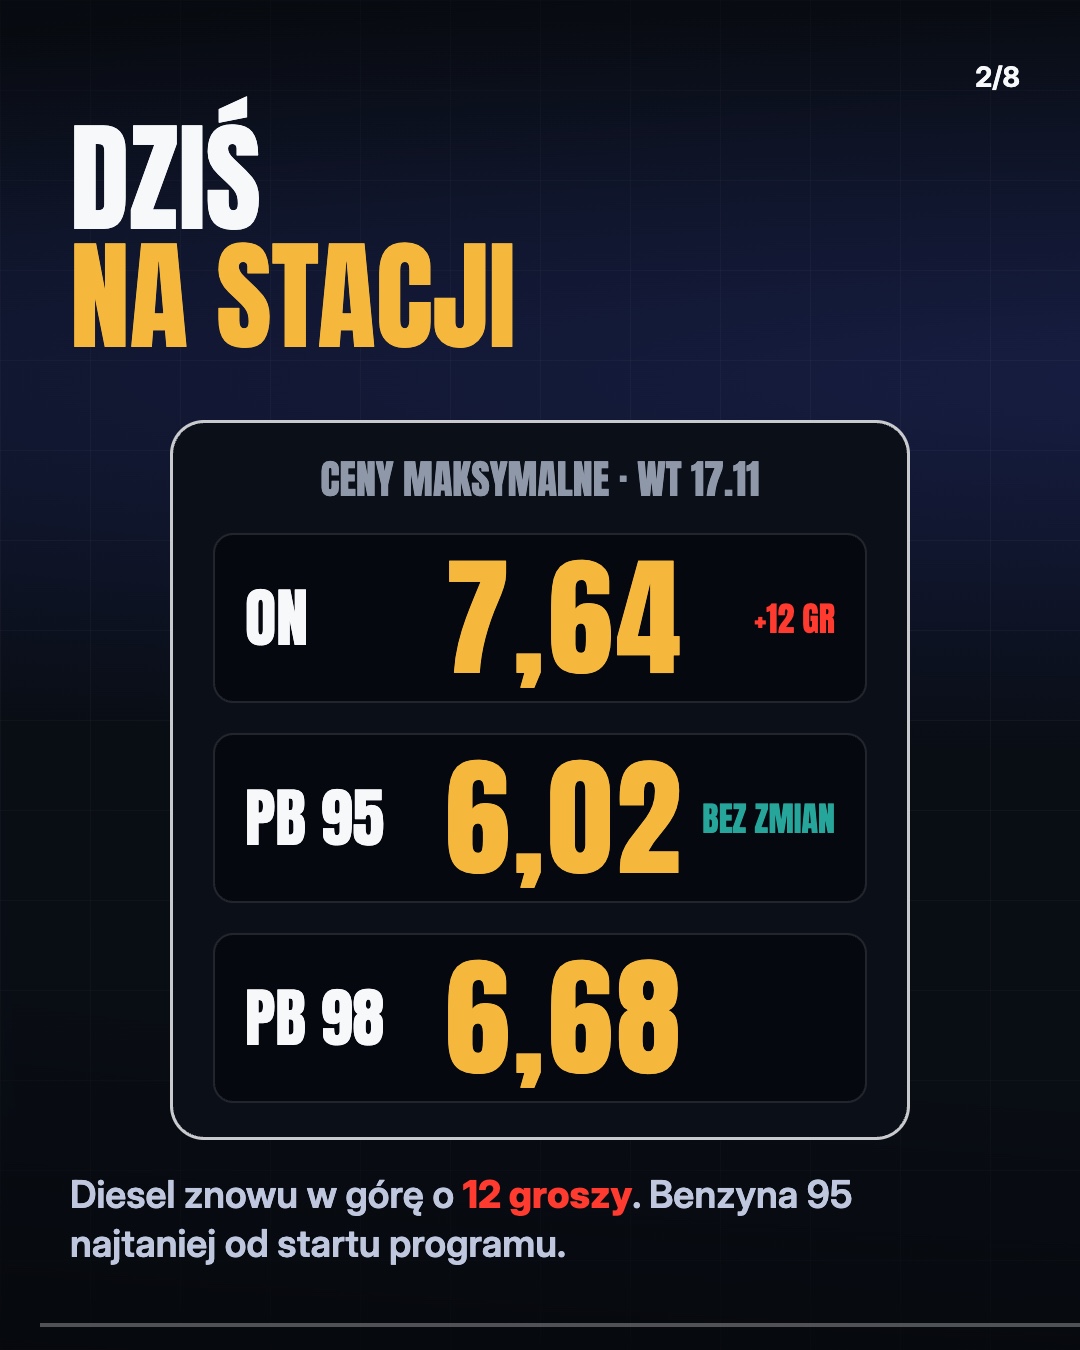 2/8
DZIŚ
NA STACJI
CENY MAKSYMALNE · WT 17.11
ON 7,64 +12 GR
PB 95 6,02 BEZ ZMIAN
PB 98 6,68
Diesel znowu w górę o 12 groszy. Benzyna 95
najtaniej od startu programu.